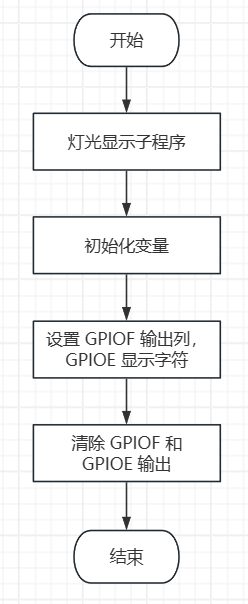 开始
灯光显示子程序
初始化变量
设置 GPIOF 输出列，
GPIOE 显示字符
清除 GPIOF 和
GPIOE 输出
结束